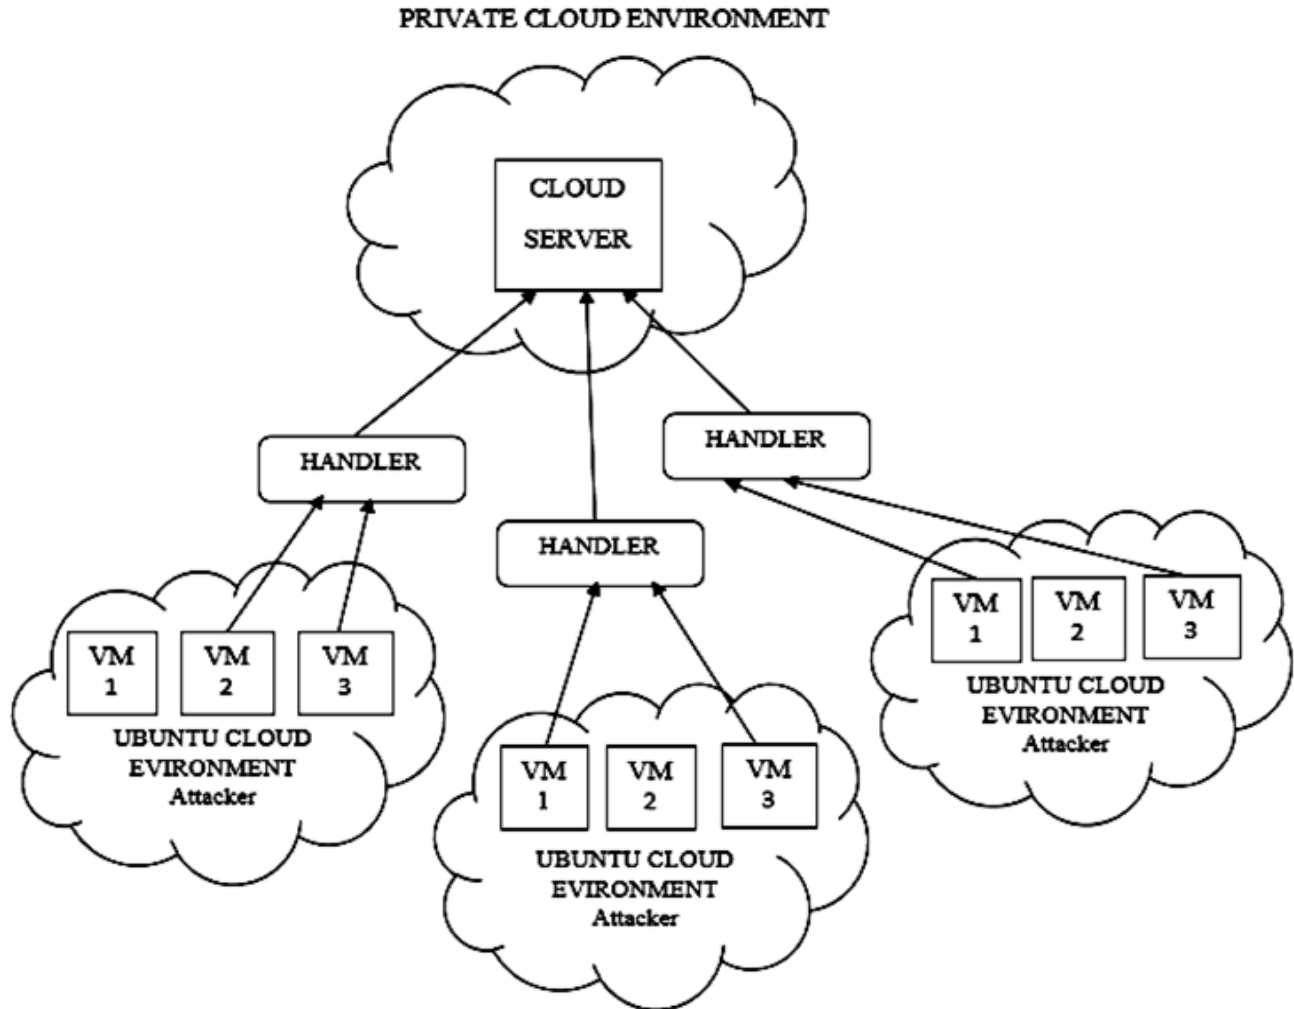 PRIVATE CLOUD ENVIRONMENT
CLOUD
SERVER
HANDLER
HANDLER
HANDLER
VM
1
VM
2
VM
3
UBUNTU CLOUD
EVIRONMENT
Attacker
VM
1
VM
2
VM
3
UBUNTU CLOUD
EVIRONMENT
Attacker
VM
1
VM
2
VM
3
UBUNTU CLOUD
EVIRONMENT
Attacker